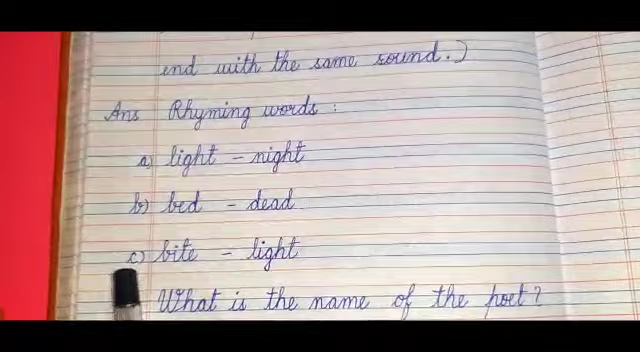 end with the same sound.)
Ans Rhyming words :
a) light - night
b) bed - dead
c) bite - light
What is the name of the poet?